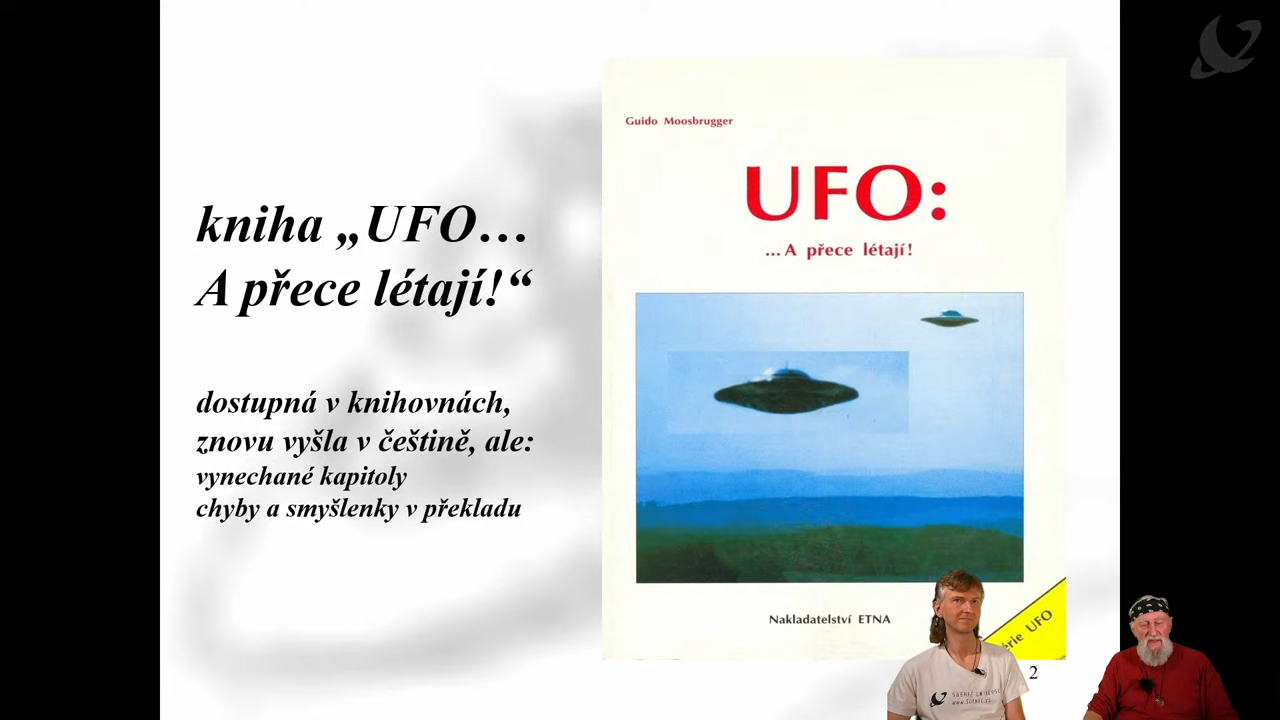 kniha „UFO…
A přece létají!“
dostupná v knihovnách,
znovu vyšla v češtině, ale:
vynechané kapitoly
chyby a smyšlenky v překladu
Guido Moosbrugger
UFO:
...A přece létají!
Nakladatelství ETNA
UFO
2